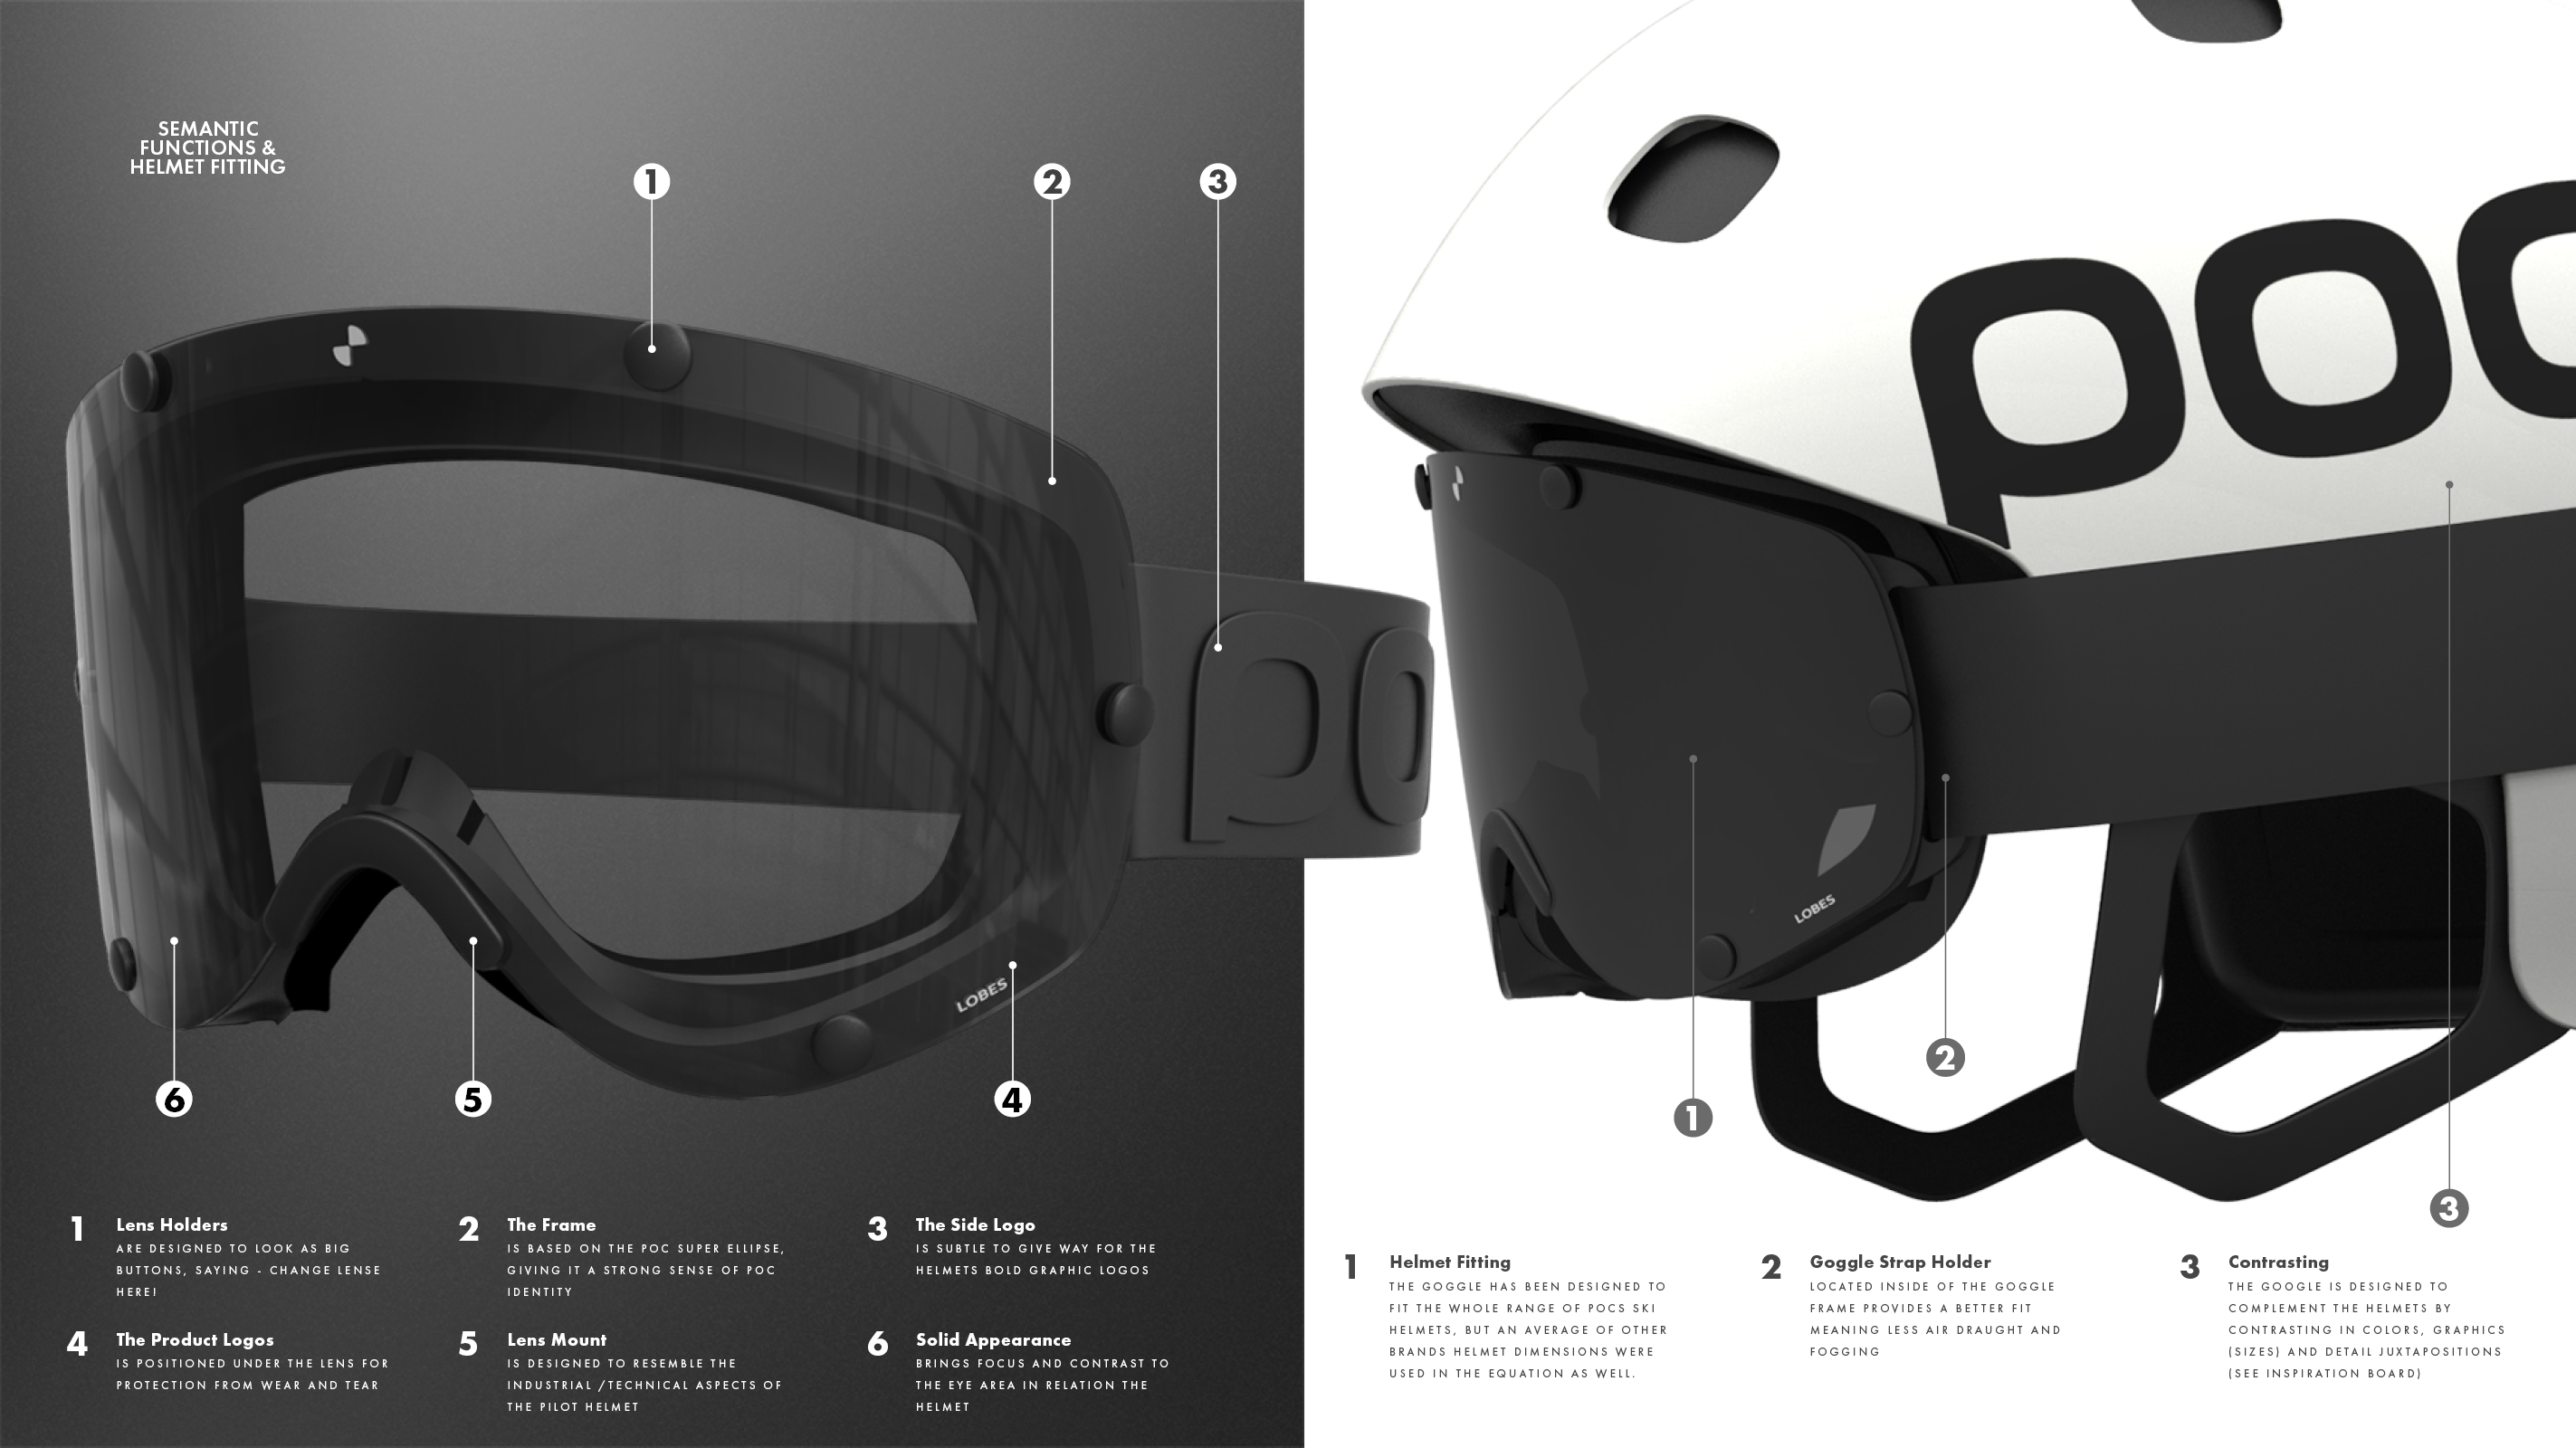 SEMANTIC
FUNCTIONS &
HELMET FITTING
1
2
3
poc
po
LOBES
LOBES
6
5
4
1
2
3
1 Lens Holders
ARE DESIGNED TO LOOK AS BIG
BUTTONS, SAYING - CHANGE LENSE
HERE!
2 The Frame
IS BASED ON THE POC SUPER ELLIPSE,
GIVING IT A STRONG SENSE OF POC
IDENTITY
3 The Side Logo
IS SUBTLE TO GIVE WAY FOR THE
HELMETS BOLD GRAPHIC LOGOS
4 The Product Logos
IS POSITIONED UNDER THE LENS FOR
PROTECTION FROM WEAR AND TEAR
5 Lens Mount
IS DESIGNED TO RESEMBLE THE
INDUSTRIAL /TECHNICAL ASPECTS OF
THE PILOT HELMET
6 Solid Appearance
BRINGS FOCUS AND CONTRAST TO
THE EYE AREA IN RELATION THE
HELMET
1 Helmet Fitting
THE GOGGLE HAS BEEN DESIGNED TO
FIT THE WHOLE RANGE OF POCS SKI
HELMETS, BUT AN AVERAGE OF OTHER
BRANDS HELMET DIMENSIONS WERE
USED IN THE EQUATION AS WELL.
2 Goggle Strap Holder
LOCATED INSIDE OF THE GOGGLE
FRAME PROVIDES A BETTER FIT
MEANING LESS AIR DRAUGHT AND
FOGGING
3 Contrasting
THE GOOGLE IS DESIGNED TO
COMPLEMENT THE HELMETS BY
CONTRASTING IN COLORS, GRAPHICS
(SIZES) AND DETAIL JUXTAPOSITIONS
(SEE INSPIRATION BOARD)